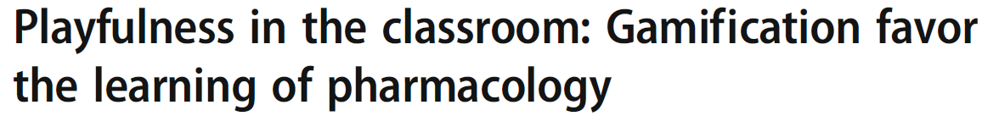 Playfulness in the classroom: Gamification favor
the learning of pharmacology